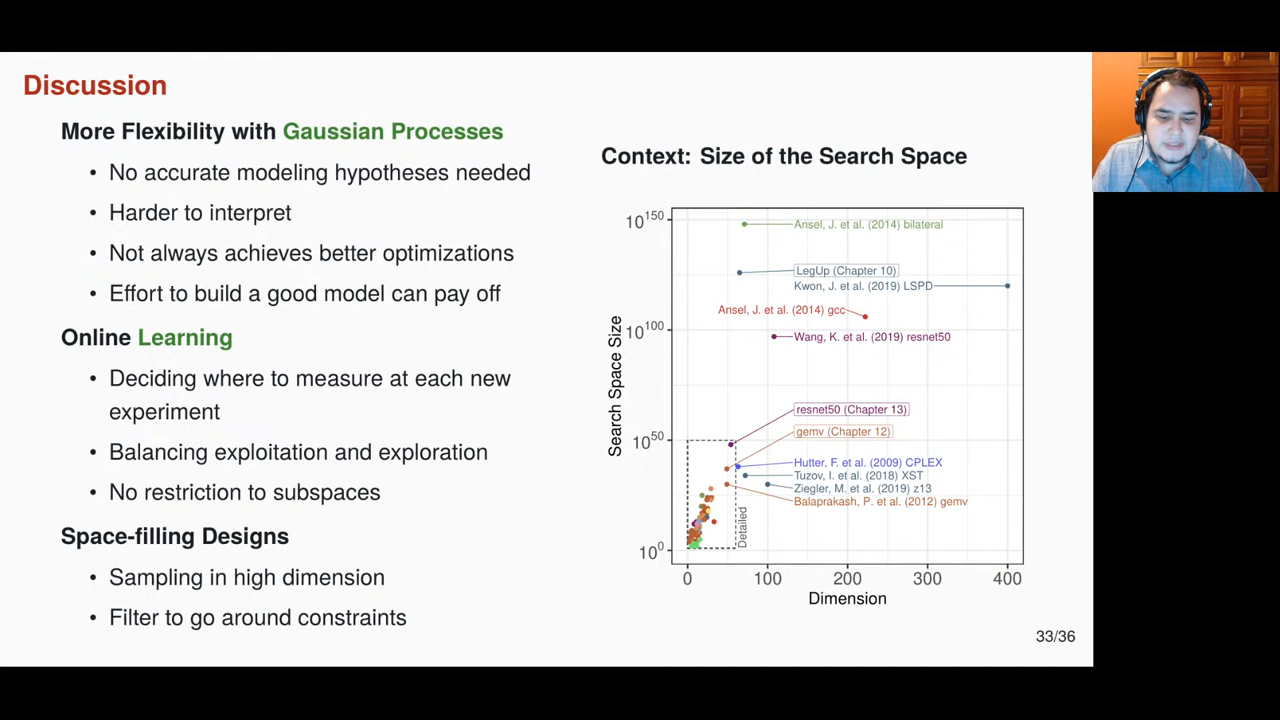 Discussion
More Flexibility with Gaussian Processes
• No accurate modeling hypotheses needed
• Harder to interpret
• Not always achieves better optimizations
• Effort to build a good model can pay off
Online Learning
• Deciding where to measure at each new
experiment
• Balancing exploitation and exploration
• No restriction to subspaces
Space-filling Designs
• Sampling in high dimension
• Filter to go around constraints
Context: Size of the Search Space
Search Space Size
10^150
10^100
10^50
10^0
Ansel, J. et al. (2014) bilateral
LegUp (Chapter 10)
Kwon, J. et al. (2019) LSPD
Ansel, J. et al. (2014) gcc
Wang, K. et al. (2019) resnet50
resnet50 (Chapter 13)
gemv (Chapter 12)
Hutter, F. et al. (2009) CPLEX
Tuzov, I. et al. (2018) XST
Ziegler, M. et al. (2019) z13
Balaprakash, P. et al. (2012) gemv
Detailed
0 100 200 300 400
Dimension
33/36